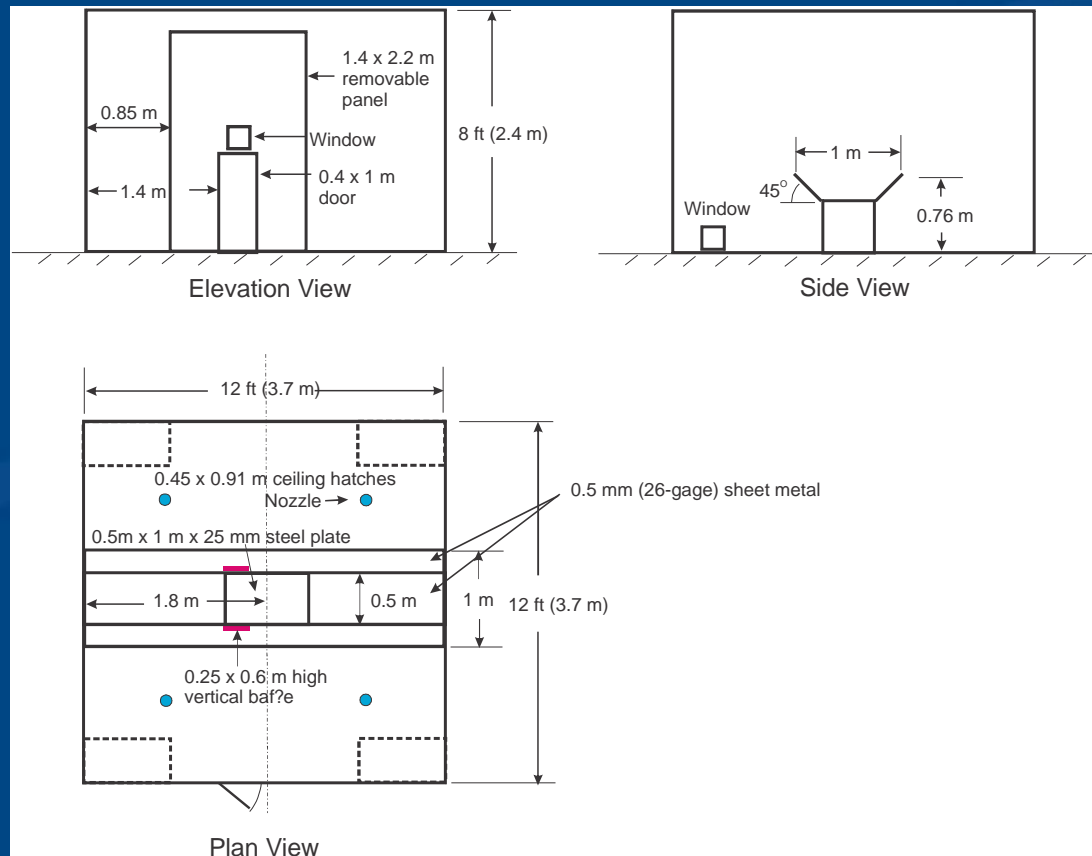 1.4 x 2.2 m
removable
panel
0.85 m
Window
8 ft (2.4 m)
1.4 m
0.4 x 1 m
door
Elevation View
1 m
45°
Window
0.76 m
Side View
12 ft (3.7 m)
0.45 x 0.91 m ceiling hatches
Nozzle
0.5 mm (26-gage) sheet metal
0.5m x 1 m x 25 mm steel plate
1.8 m
0.5 m
1 m
12 ft (3.7 m)
0.25 x 0.6 m high
vertical baf?e
Plan View